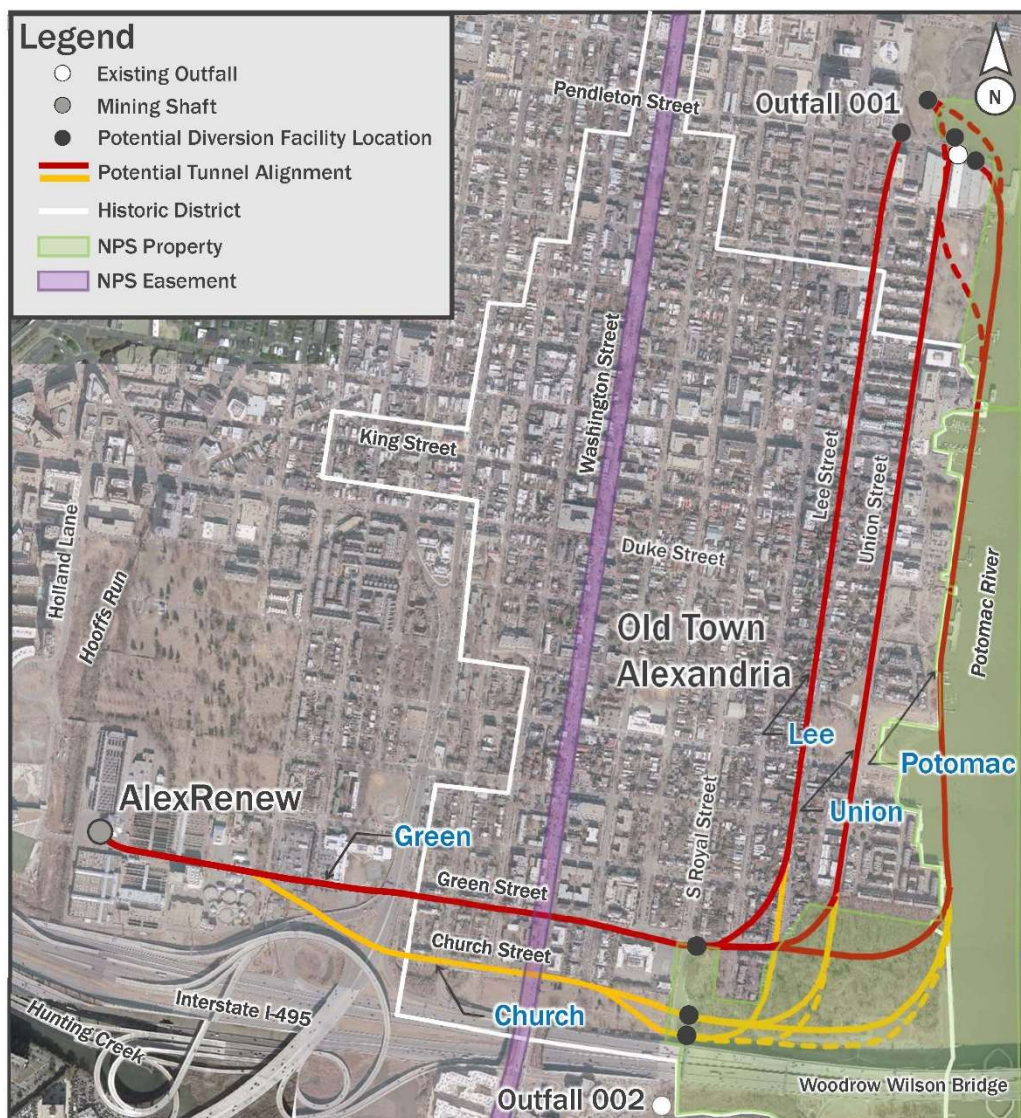 Legend
Existing Outfall
Mining Shaft
Potential Diversion Facility Location
Potential Tunnel Alignment
Historic District
NPS Property
NPS Easement
N
Pendleton Street
Outfall 001
Washington Street
King Street
Lee Street
Union Street
Holland Lane
Hooffs Run
Duke Street
Potomac River
Old Town
Alexandria
Lee
Potomac
Union
AlexRenew
Green
S Royal Street
Green Street
Church Street
Interstate I-495
Church
Hunting Creek
Woodrow Wilson Bridge
Outfall 002